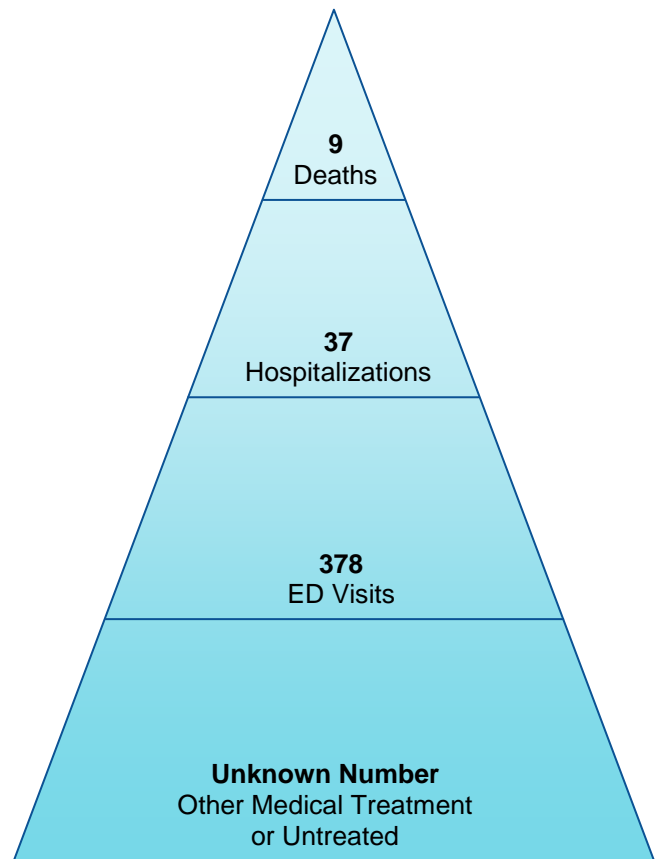 9
Deaths
37
Hospitalizations
378
ED Visits
Unknown Number
Other Medical Treatment
or Untreated